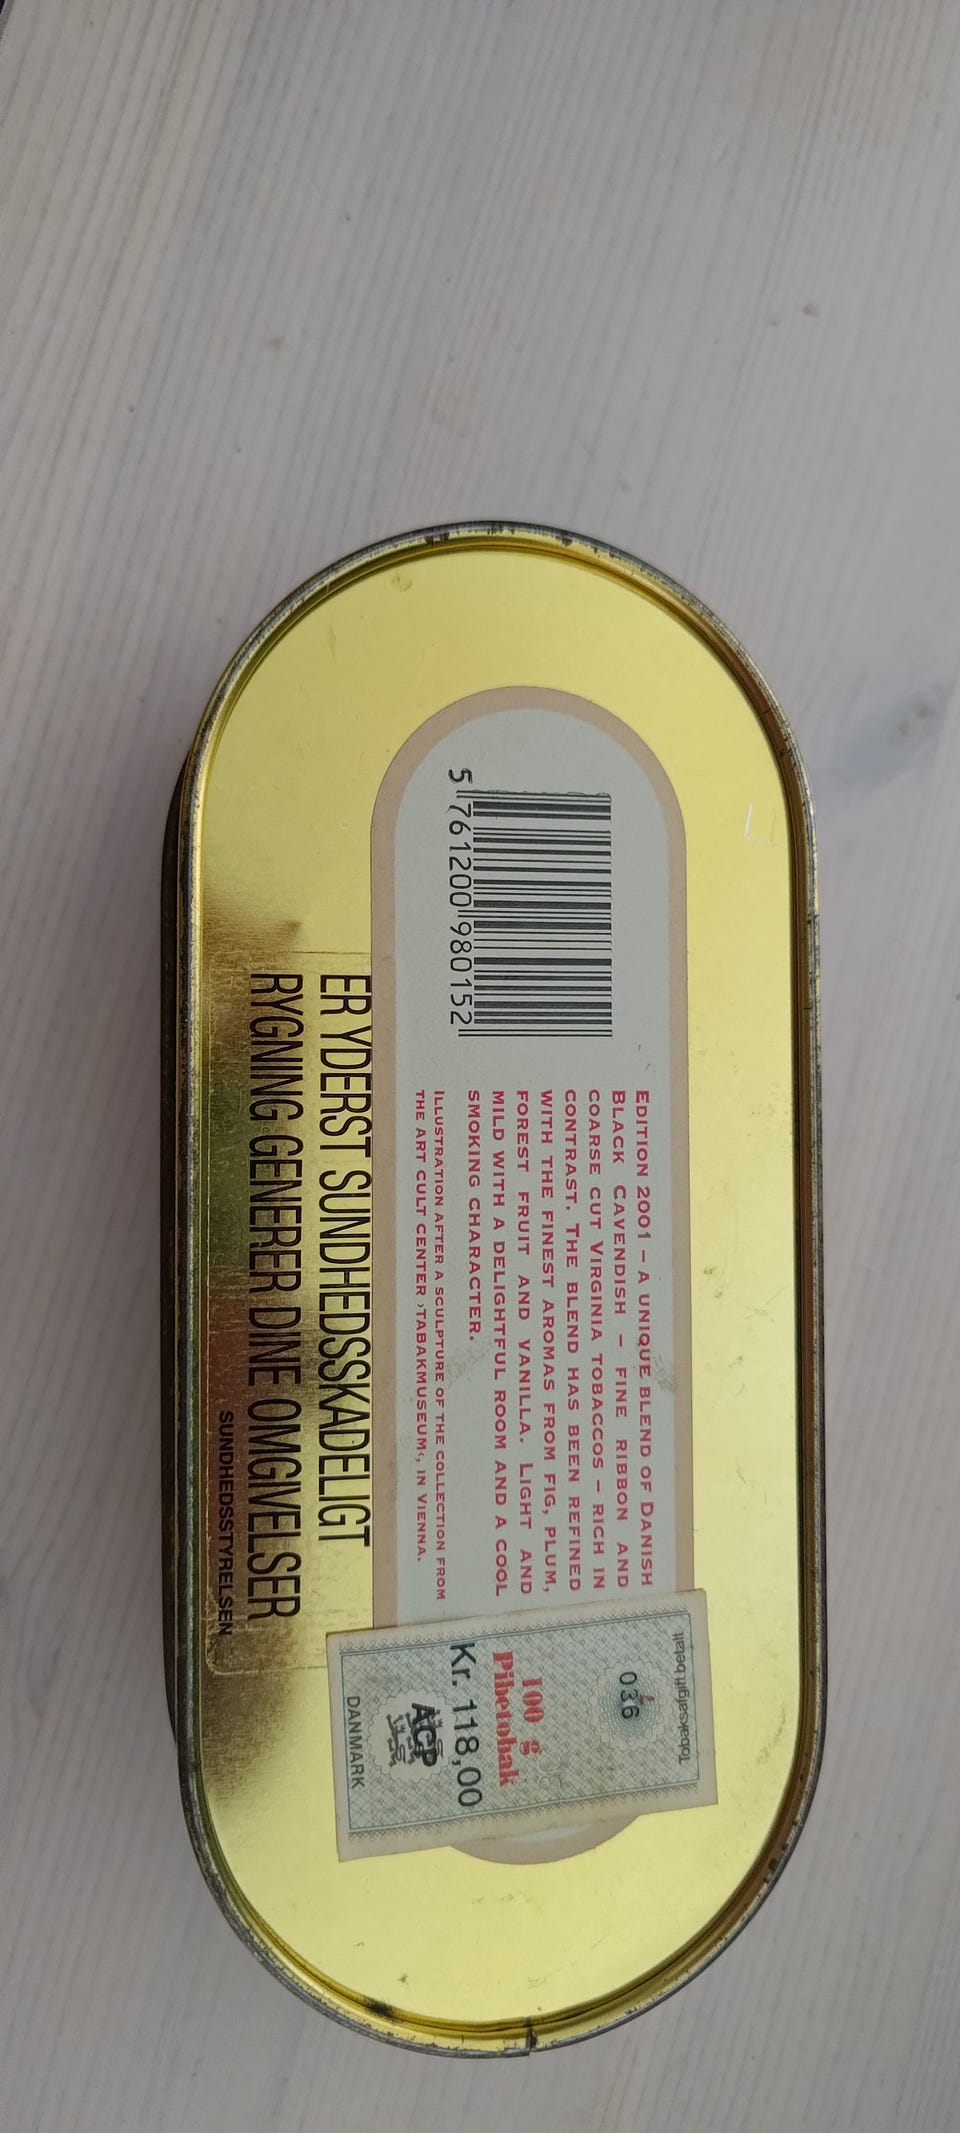 5 761200 980152
EDITION 2001 – A UNIQUE BLEND OF DANISH
BLACK CAVENDISH – FINE RIBBON AND
COARSE CUT VIRGINIA TOBACCOS – RICH IN
CONTRAST. THE BLEND HAS BEEN REFINED
WITH THE FINEST AROMAS FROM FIG, PLUM,
FOREST FRUIT AND VANILLA. LIGHT AND
MILD WITH A DELIGHTFUL ROOM AND A COOL
SMOKING CHARACTER.
ILLUSTRATION AFTER A SCULPTURE OF THE COLLECTION FROM
THE ART CULT CENTER ›TABAKMUSEUM‹, IN VIENNA.
ER YDERST SUNDHEDSSKADELIGT
RYGNING GENERER DINE OMGIVELSER
SUNDHEDSSTYRELSEN
Tobaksafgift betalt
036
100 g
Pibetobak
Kr. 118,00
ACP
DANMARK